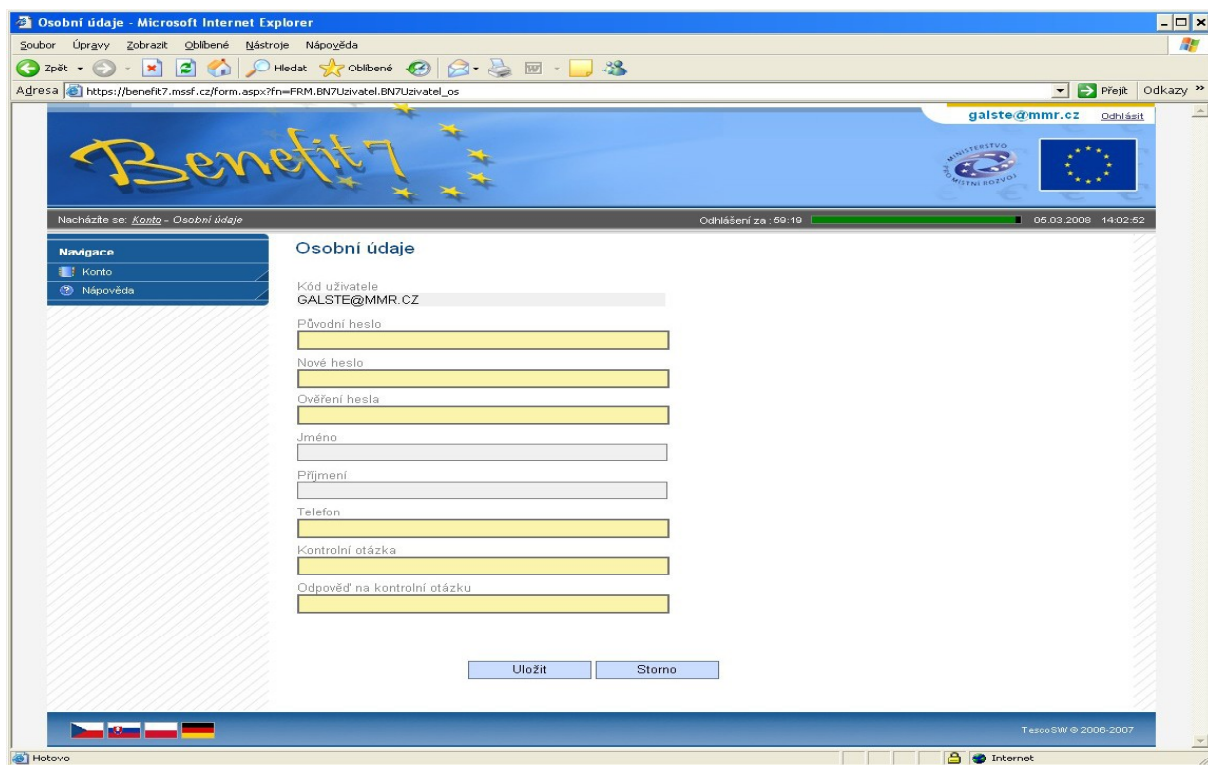 Osobní údaje - Microsoft Internet Explorer
Soubor Úpravy Zobrazit Oblíbené Nástroje Nápověda
Zpět Hledat Oblíbené
Adresa https://benefit7.mssf.cz/form.aspx?fn=FRM.BN7Uzivatel.BN7Uzivatel_os Přejít Odkazy »
galste@mmr.cz Odhlásit
Benefit7
MINISTERSTVO
PRO MÍSTNÍ ROZVOJ
Nacházíte se: Konto - Osobní údaje Odhlášení za :59:19 05.03.2008 14:02:52
Navigace
Konto
Nápověda
Osobní údaje
Kód uživatele
GALSTE@MMR.CZ
Původní heslo
Nové heslo
Ověření hesla
Jméno
Příjmení
Telefon
Kontrolní otázka
Odpověď na kontrolní otázku
Uložit Storno
TescoSW © 2006-2007
Hotovo Internet